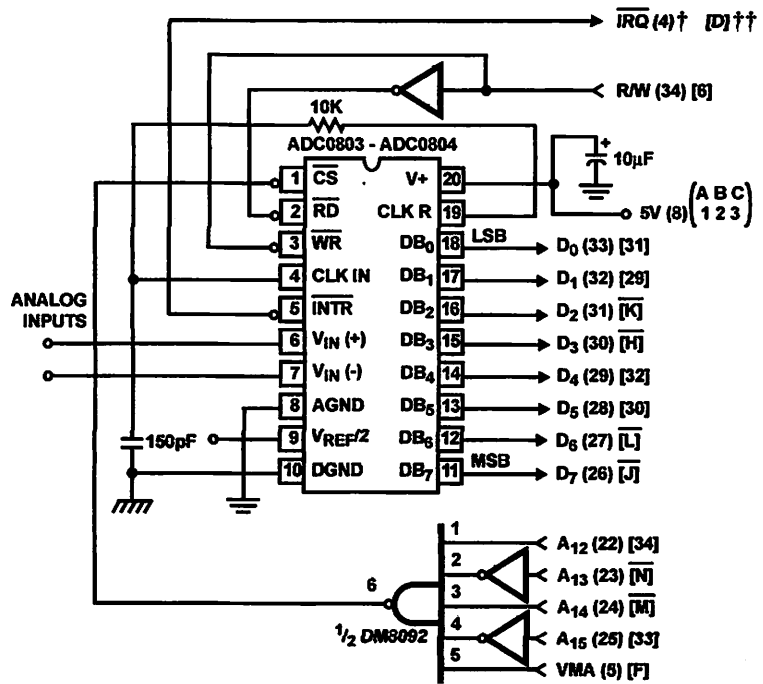 I̅R̅Q̅ (4)† [D]††
R/W (34) [6]
10K
ADC0803 - ADC0804
1 C̅S̅ V+ 20
+
10µF
2 R̅D̅ CLK R 19
5V (8) (A B C
1 2 3)
3 W̅R̅ DB0 18 LSB D0 (33) [31]
4 CLK IN DB1 17 D1 (32) [29]
ANALOG
INPUTS
5 I̅N̅T̅R̅ DB2 16 D2 (31) [K̅]
6 VIN (+) DB3 15 D3 (30) [H̅]
7 VIN (-) DB4 14 D4 (29) [32]
8 AGND DB5 13 D5 (28) [30]
150pF
9 VREF/2 DB6 12 D6 (27) [L̅]
10 DGND DB7 11 MSB D7 (26) [J̅]
1 A12 (22) [34]
2 A13 (23) [N̅]
6
3 A14 (24) [M̅]
1/2 DM8092
4 A15 (25) [33]
5 VMA (5) [F]